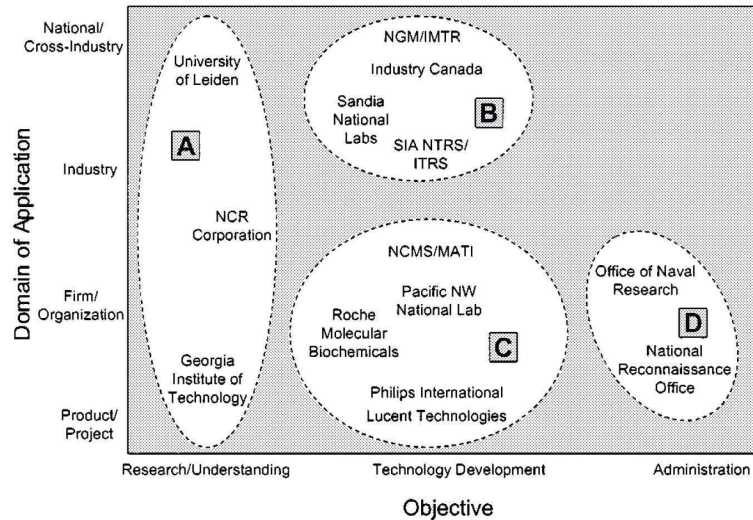 National/
Cross-Industry
Industry
Firm/
Organization
Product/
Project
Domain of Application
University
of Leiden
A
NCR
Corporation
Georgia
Institute of
Technology
NGM/IMTR
Industry Canada
Sandia
National
Labs
B
SIA NTRS/
ITRS
NCMS/MATI
Pacific NW
National Lab
Roche
Molecular
Biochemicals
C
Philips International
Lucent Technologies
Office of Naval
Research
D
National
Reconnaissance
Office
Research/Understanding
Technology Development
Administration
Objective